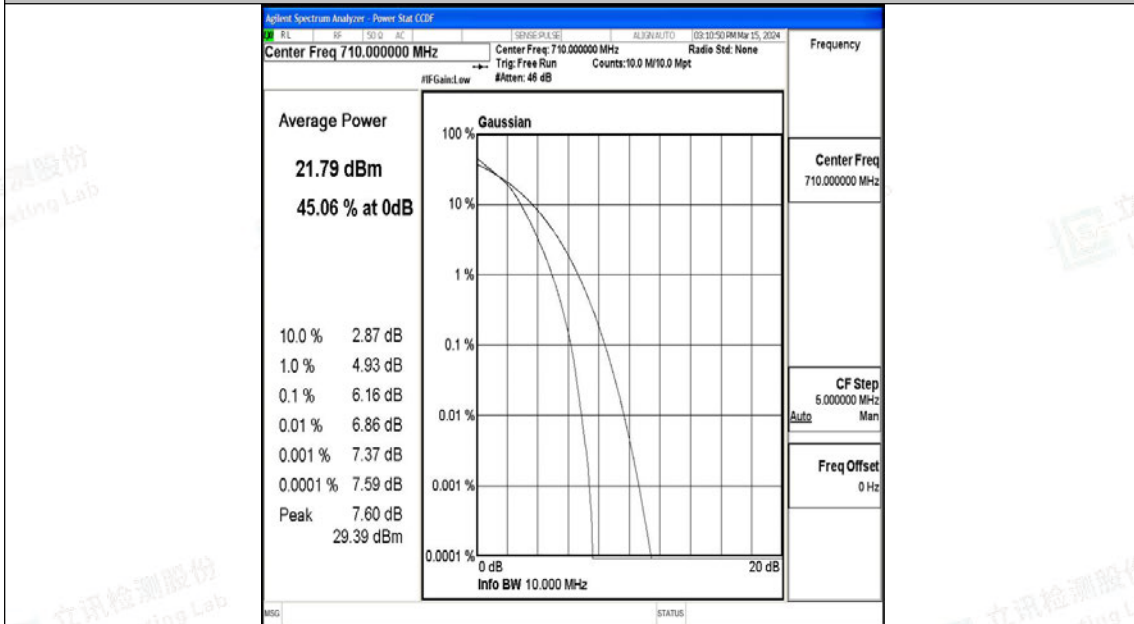 Agilent Spectrum Analyzer - Power Stat CCDF
RL RF 50 Ω AC SENSE:PULSE ALIGN AUTO 03:10:50 PM Mar 15, 2024
Center Freq 710.000000 MHz
Center Freq: 710.000000 MHz Radio Std: None
Trig: Free Run Counts:10.0 M/10.0 Mpt
#IFGain:Low #Atten: 46 dB
Frequency
Average Power
21.79 dBm
45.06 % at 0dB
10.0 % 2.87 dB
1.0 % 4.93 dB
0.1 % 6.16 dB
0.01 % 6.86 dB
0.001 % 7.37 dB
0.0001 % 7.59 dB
Peak 7.60 dB
29.39 dBm
Gaussian
100 %
10 %
1 %
0.1 %
0.01 %
0.001 %
0.0001 %
0 dB 20 dB
Info BW 10.000 MHz
Center Freq
710.000000 MHz
CF Step
5.000000 MHz
Auto Man
Freq Offset
0 Hz
MSG STATUS
立讯检测股份